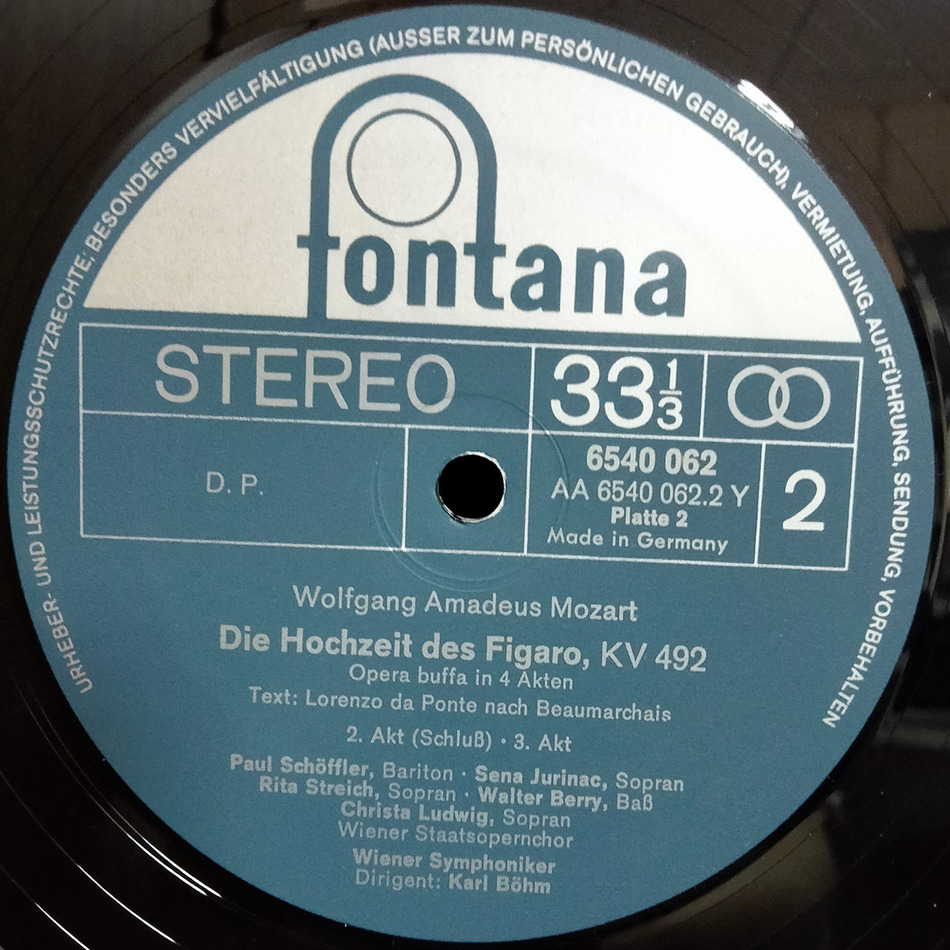 URHEBER- UND LEISTUNGSSCHUTZRECHTE; BESONDERS VERVIELFÄLTIGUNG (AUSSER ZUM PERSÖNLICHEN GEBRAUCH), VERMIETUNG, AUFFÜHRUNG, SENDUNG, VORBEHALTEN
fontana
STEREO
33 1/3
D. P.
6540 062
AA 6540 062.2 Y
Platte 2
Made in Germany
2
Wolfgang Amadeus Mozart
Die Hochzeit des Figaro, KV 492
Opera buffa in 4 Akten
Text: Lorenzo da Ponte nach Beaumarchais
2. Akt (Schluß) · 3. Akt
Paul Schöffler, Bariton · Sena Jurinac, Sopran
Rita Streich, Sopran · Walter Berry, Baß
Christa Ludwig, Sopran
Wiener Staatsopernchor
Wiener Symphoniker
Dirigent: Karl Böhm